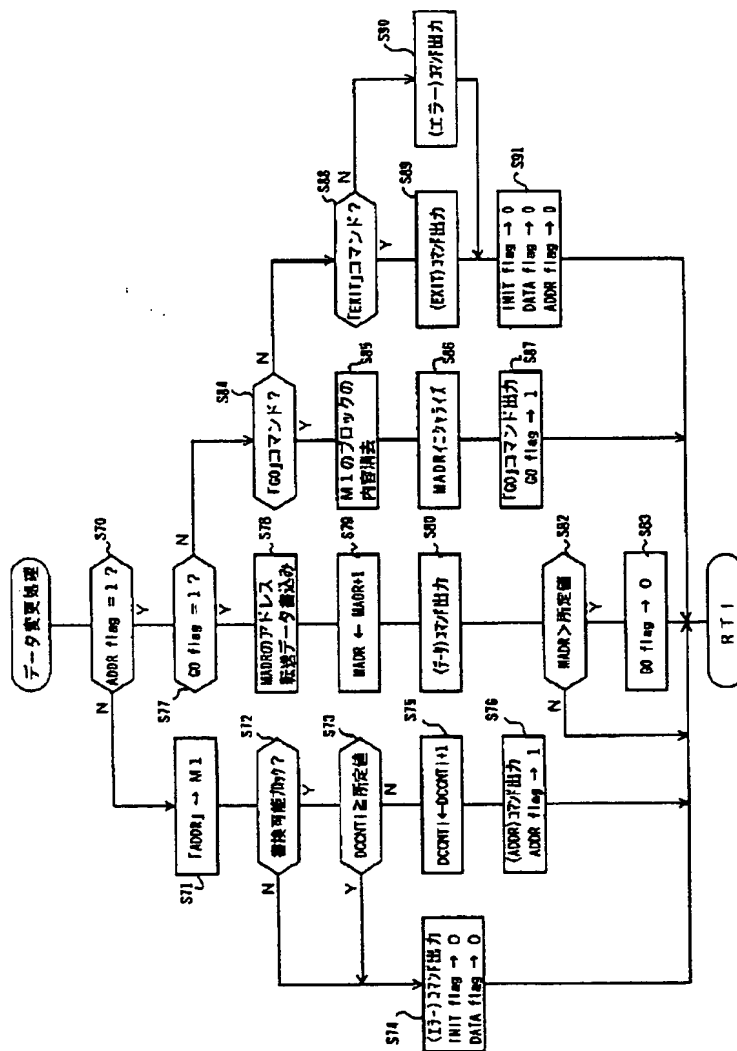 データ変更処理
S70
ADDR flag = 1 ?
N
Y
「ADDR」→ M1
S71
S72
書換可能ブロック?
N
Y
S73
DCCNTi ≧ 所定値
Y
N
S74
(エラー)コマンド出力
INIT flag → 0
DATA flag → 0
S75
DCCNTi←DCCNTi+1
S76
(ADDR)コマンド出力
ADDR flag → 1
S77
GO flag = 1 ?
N
Y
S78
MADRのアドレス
転送データ書込み
S79
MADR ← MADR+1
S80
(データ)コマンド出力
S82
MADR>所定値
N
Y
S83
GO flag → 0
S84
「GO」コマンド?
N
Y
S85
M1のブロックの
内容消去
S86
MADRイニシャライズ
S87
「GO」コマンド出力
GO flag → 1
S88
「EXIT」コマンド?
N
Y
S89
(EXIT)コマンド出力
S90
(エラー)コマンド出力
S91
INIT flag → 0
DATA flag → 0
ADDR flag → 0
RTI